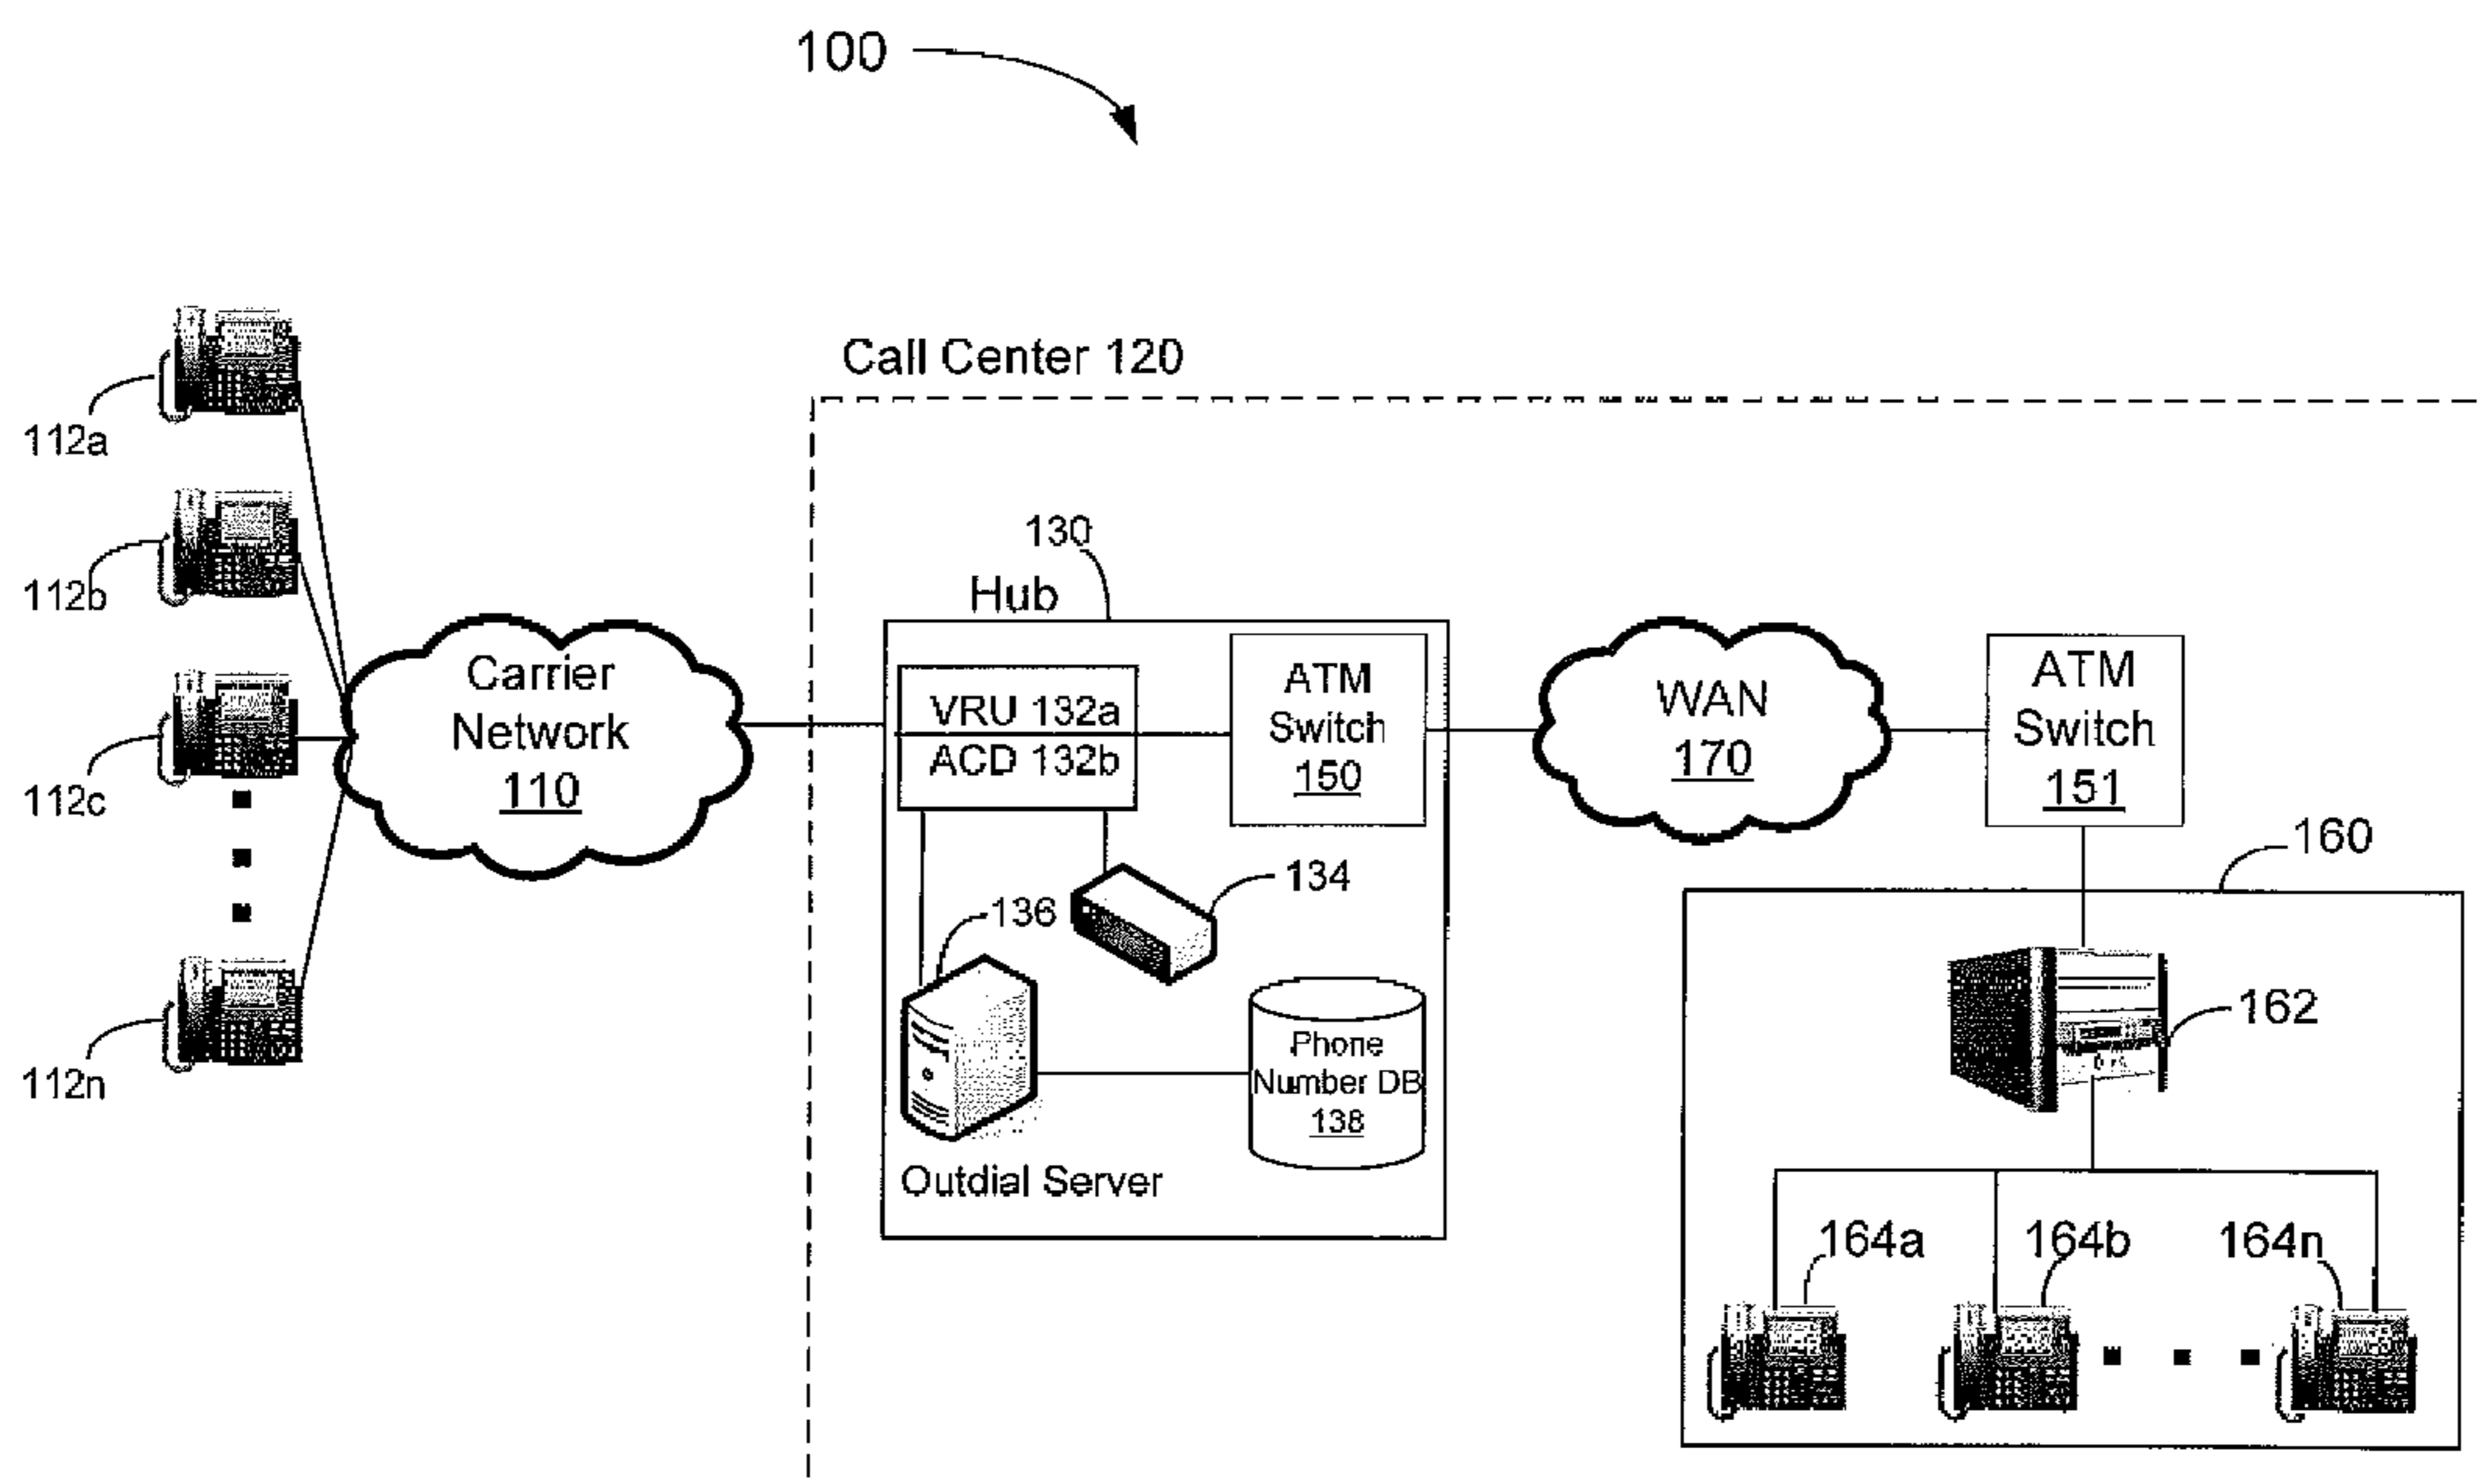 100
Call Center 120
112a
112b
112c
112n
Carrier
Network
110
130
Hub
VRU 132a
ACD 132b
ATM
Switch
150
134
136
Phone
Number DB
138
Outdial Server
WAN
170
ATM
Switch
151
160
162
164a
164b
164n